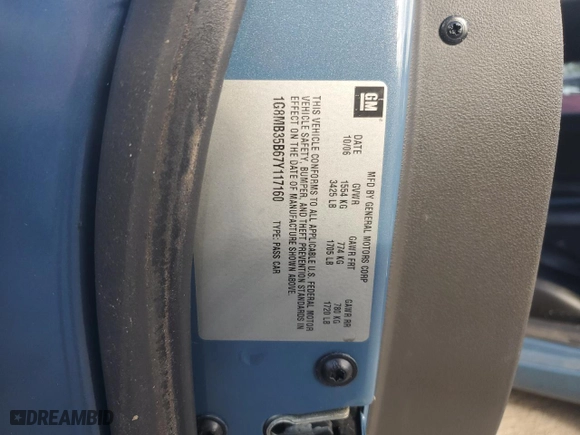 GM
MFD BY GENERAL MOTORS CORP
DATE GVWR GAWR FRT GAWR RR
10/06 1554 KG 774 KG 780 KG
3425 LB 1705 LB 1720 LB
THIS VEHICLE CONFORMS TO ALL APPLICABLE U.S. FEDERAL MOTOR
VEHICLE SAFETY, BUMPER, AND THEFT PREVENTION STANDARDS IN
EFFECT ON THE DATE OF MANUFACTURE SHOWN ABOVE.
1G8MB35B67Y117160 TYPE: PASS CAR
DREAMBID